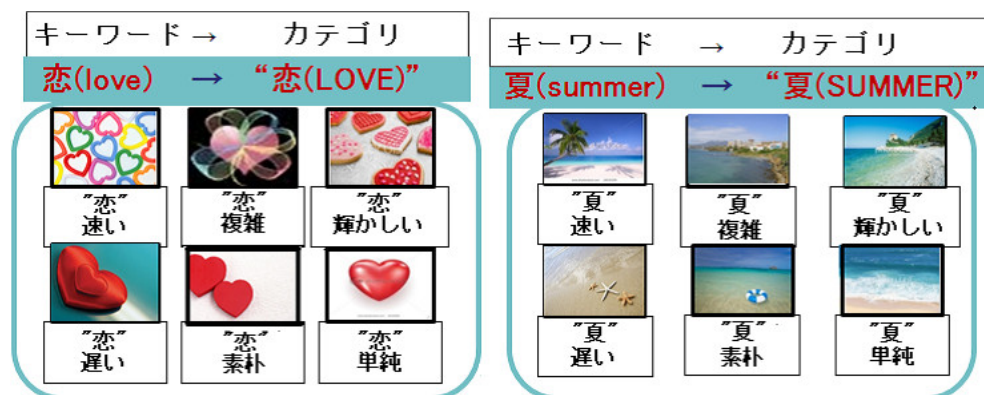 キーワード → カテゴリ
恋(love) → “恋(LOVE)”
”恋”
速い
”恋”
複雑
”恋”
輝かしい
”恋”
遅い
”恋”
素朴
”恋”
単純
キーワード → カテゴリ
夏(summer) → “夏(SUMMER)”
”夏”
速い
”夏”
複雑
”夏”
輝かしい
”夏”
遅い
”夏”
素朴
”夏”
単純